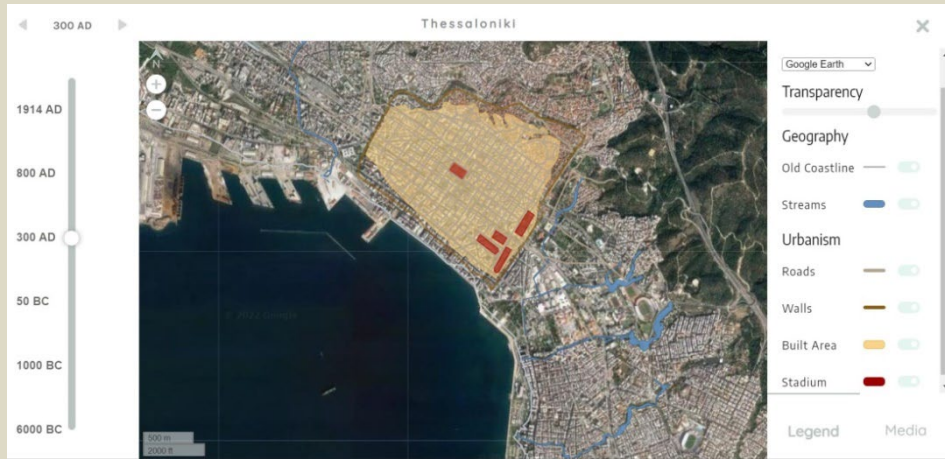 300 AD
Thessaloniki
1914 AD
800 AD
300 AD
50 BC
1000 BC
6000 BC
N
+
−
© 2022 Google
500 m
2000 ft
Google Earth
Transparency
Geography
Old Coastline
Streams
Urbanism
Roads
Walls
Built Area
Stadium
Legend
Media